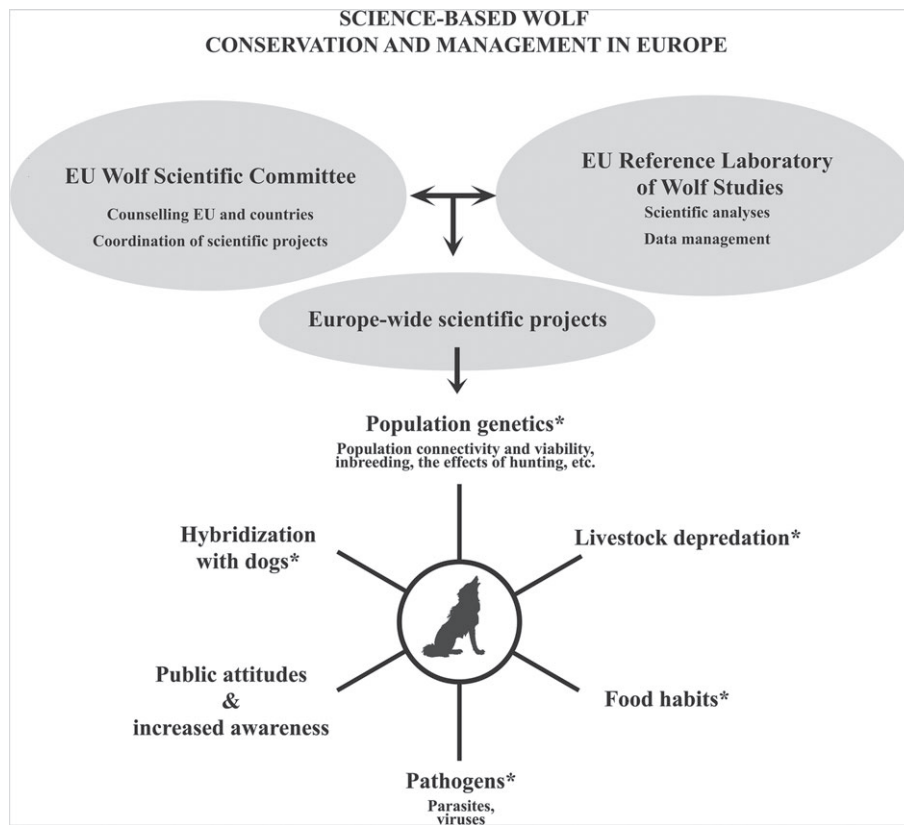 SCIENCE-BASED WOLF
CONSERVATION AND MANAGEMENT IN EUROPE
EU Wolf Scientific Committee
Counselling EU and countries
Coordination of scientific projects
EU Reference Laboratory
of Wolf Studies
Scientific analyses
Data management
Europe-wide scientific projects
Population genetics*
Population connectivity and viability,
inbreeding, the effects of hunting, etc.
Hybridization
with dogs*
Livestock depredation*
Public attitudes
&
increased awareness
Food habits*
Pathogens*
Parasites,
viruses